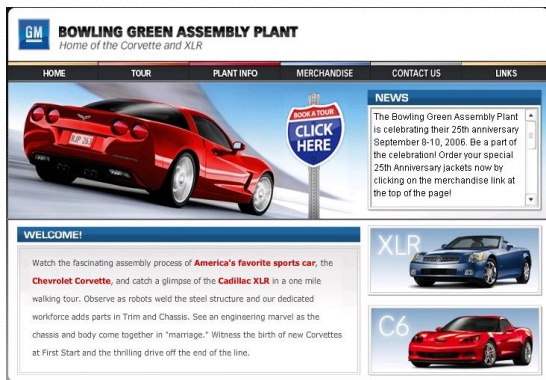 GM
BOWLING GREEN ASSEMBLY PLANT
Home of the Corvette and XLR
HOME TOUR PLANT INFO MERCHANDISE CONTACT US LINKS
BOOK A TOUR
CLICK
HERE
NEWS
The Bowling Green Assembly Plant
is celebrating their 25th anniversary
September 8-10, 2006. Be a part of
the celebration! Order your special
25th Anniversary jackets now by
clicking on the merchandise link at
the top of the page!
WELCOME!
Watch the fascinating assembly process of America's favorite sports car, the
Chevrolet Corvette, and catch a glimpse of the Cadillac XLR in a one mile
walking tour. Observe as robots weld the steel structure and our dedicated
workforce adds parts in Trim and Chassis. See an engineering marvel as the
chassis and body come together in "marriage." Witness the birth of new Corvettes
at First Start and the thrilling drive off the end of the line.
XLR
C6